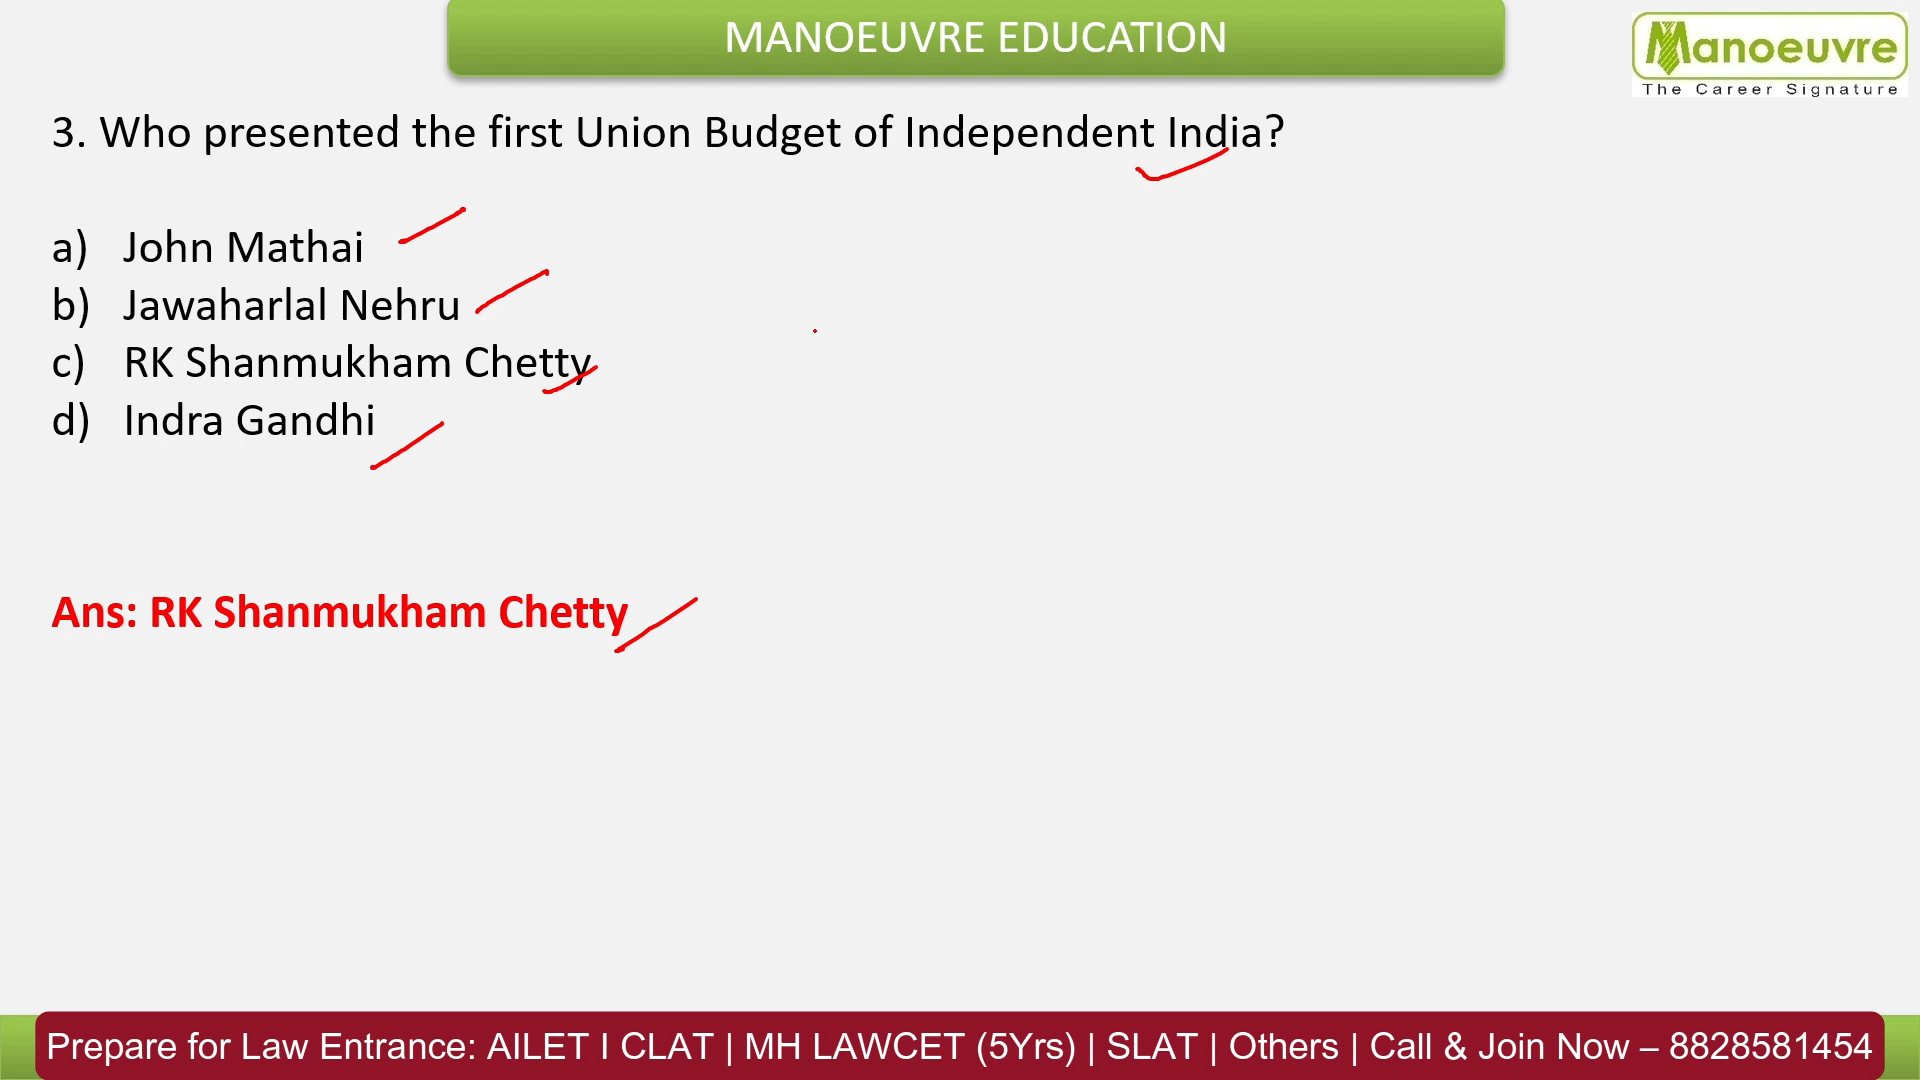 MANOEUVRE EDUCATION
Manoeuvre
The Career Signature
3. Who presented the first Union Budget of Independent India?
a) John Mathai
b) Jawaharlal Nehru
c) RK Shanmukham Chetty
d) Indra Gandhi
Ans: RK Shanmukham Chetty
Prepare for Law Entrance: AILET I CLAT | MH LAWCET (5Yrs) | SLAT | Others | Call & Join Now – 8828581454